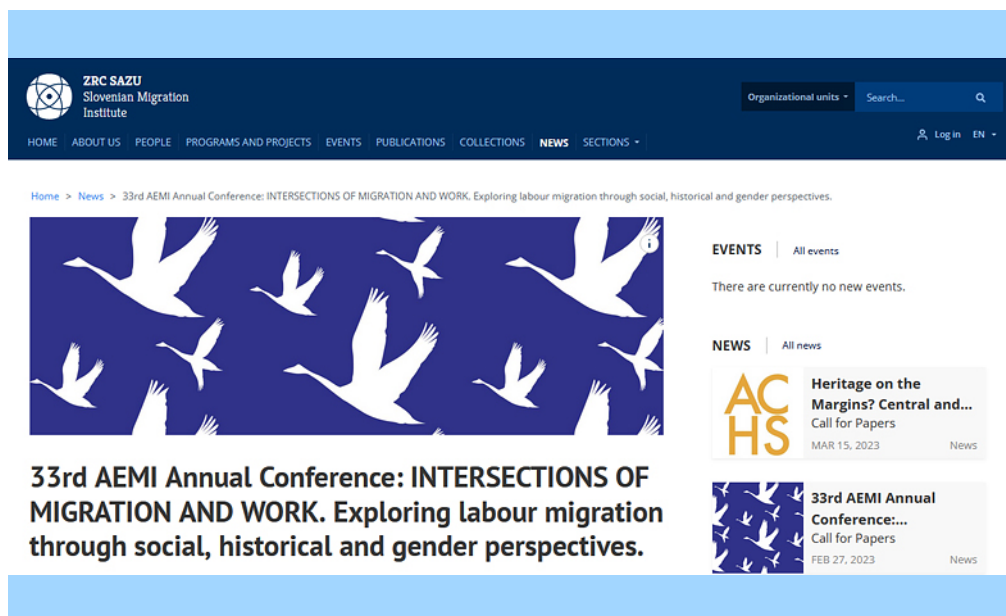 ZRC SAZU
Slovenian Migration
Institute
Organizational units
Search...
HOME ABOUT US PEOPLE PROGRAMS AND PROJECTS EVENTS PUBLICATIONS COLLECTIONS NEWS SECTIONS
Log in EN
Home > News > 33rd AEMI Annual Conference: INTERSECTIONS OF MIGRATION AND WORK. Exploring labour migration through social, historical and gender perspectives.
i
33rd AEMI Annual Conference: INTERSECTIONS OF
MIGRATION AND WORK. Exploring labour migration
through social, historical and gender perspectives.
EVENTS All events
There are currently no new events.
NEWS All news
AC
HS
Heritage on the
Margins? Central and...
Call for Papers
MAR 15, 2023 News
33rd AEMI Annual
Conference:...
Call for Papers
FEB 27, 2023 News